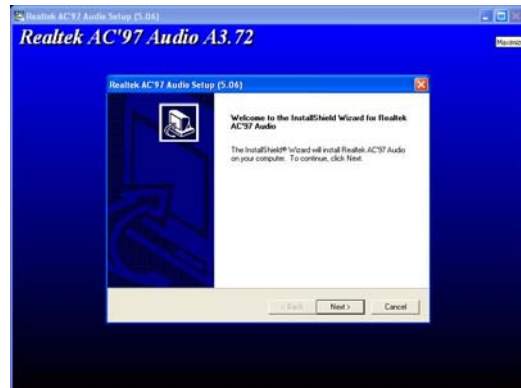 Realtek AC'97 Audio Setup (5.04)
Realtek AC'97 Audio A3.72
Realtek AC'97 Audio Setup (5.06)
Welcome to the InstallShield Wizard for Realtek
AC'97 Audio
The InstallShield® Wizard will install Realtek AC'97 Audio
on your computer. To continue, click Next.
< Back
Next >
Cancel